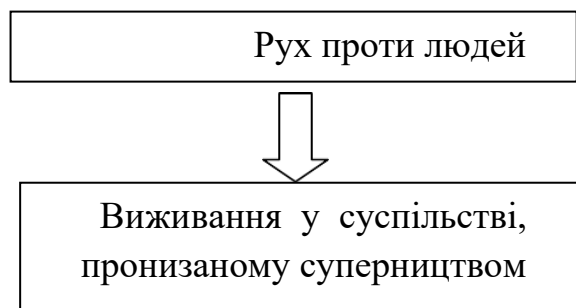 Рух проти людей
Виживання у суспільстві,
пронизаному суперництвом